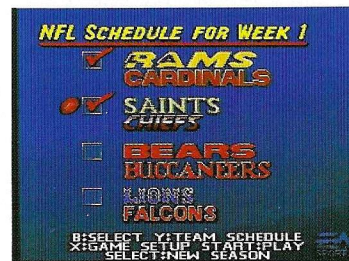 NFL SCHEDULE FOR WEEK 1
RAMS
CARDINALS
SAINTS
CHIEFS
BEARS
BUCCANEERS
LIONS
FALCONS
B:SELECT Y:TEAM SCHEDULE
X:GAME SETUP START:PLAY
SELECT:NEW SEASON
EA